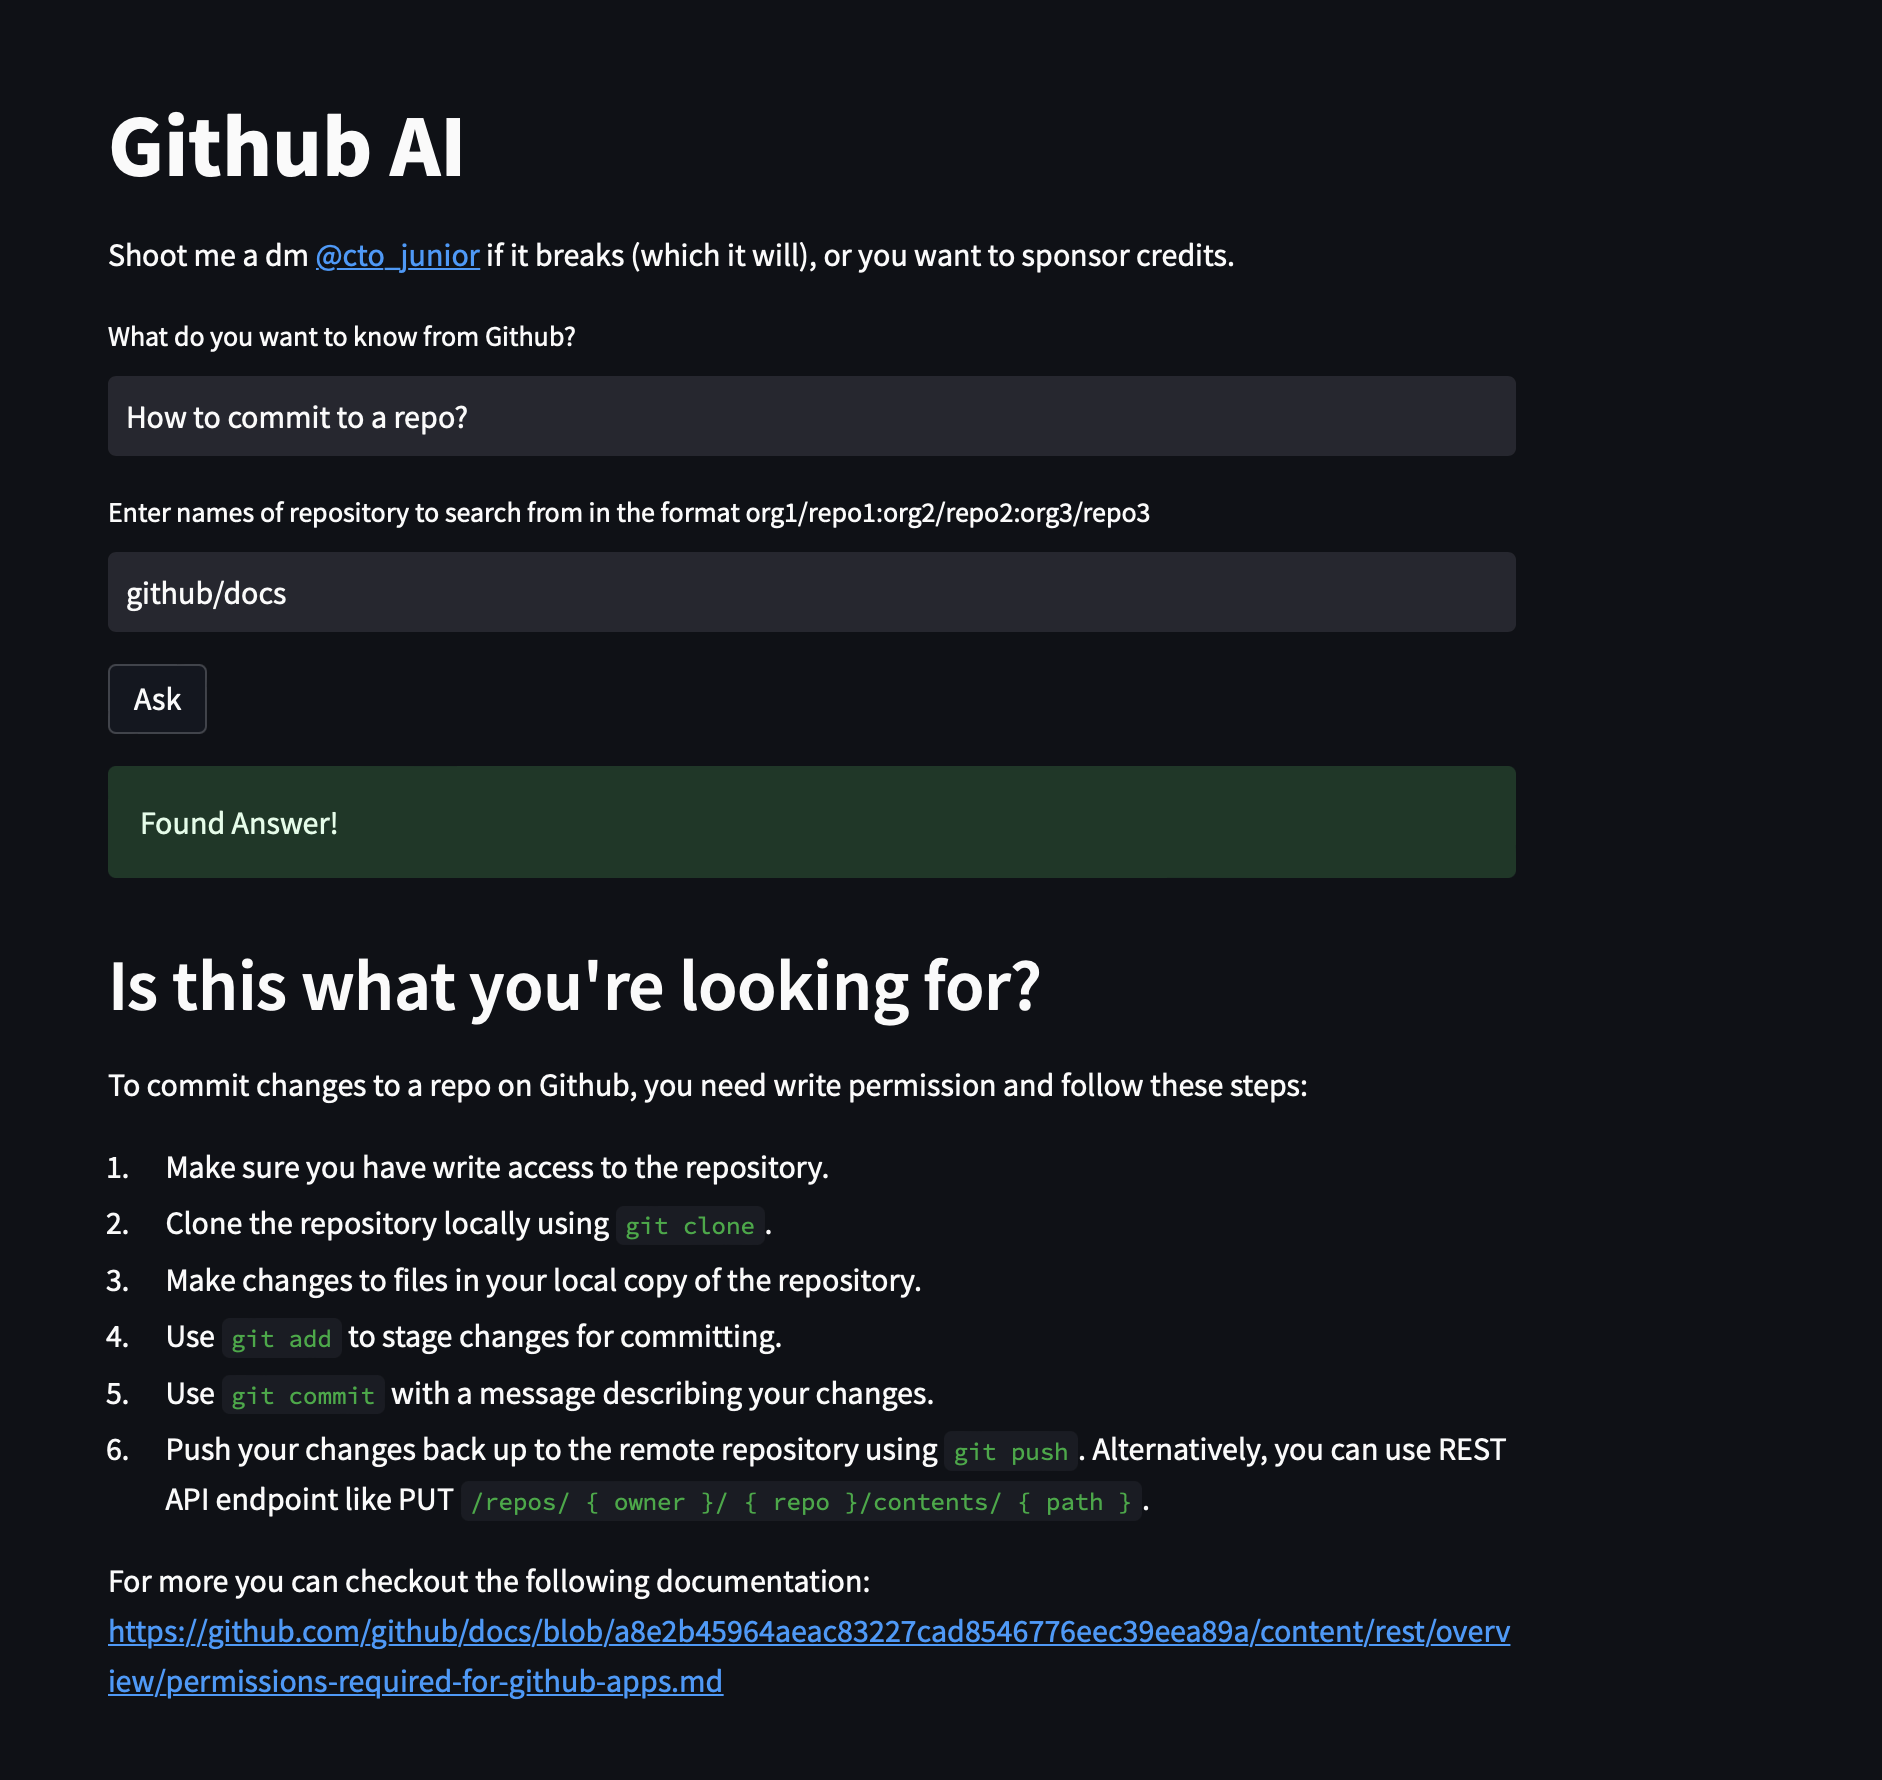 Github AI
Shoot me a dm @cto_junior if it breaks (which it will), or you want to sponsor credits.
What do you want to know from Github?
How to commit to a repo?
Enter names of repository to search from in the format org1/repo1:org2/repo2:org3/repo3
github/docs
Ask
Found Answer!
Is this what you're looking for?
To commit changes to a repo on Github, you need write permission and follow these steps:
1. Make sure you have write access to the repository.
2. Clone the repository locally using git clone.
3. Make changes to files in your local copy of the repository.
4. Use git add to stage changes for committing.
5. Use git commit with a message describing your changes.
6. Push your changes back up to the remote repository using git push. Alternatively, you can use REST
API endpoint like PUT /repos/ { owner }/ { repo }/contents/ { path }.
For more you can checkout the following documentation:
https://github.com/github/docs/blob/a8e2b45964aeac83227cad8546776eec39eea89a/content/rest/overv
iew/permissions-required-for-github-apps.md